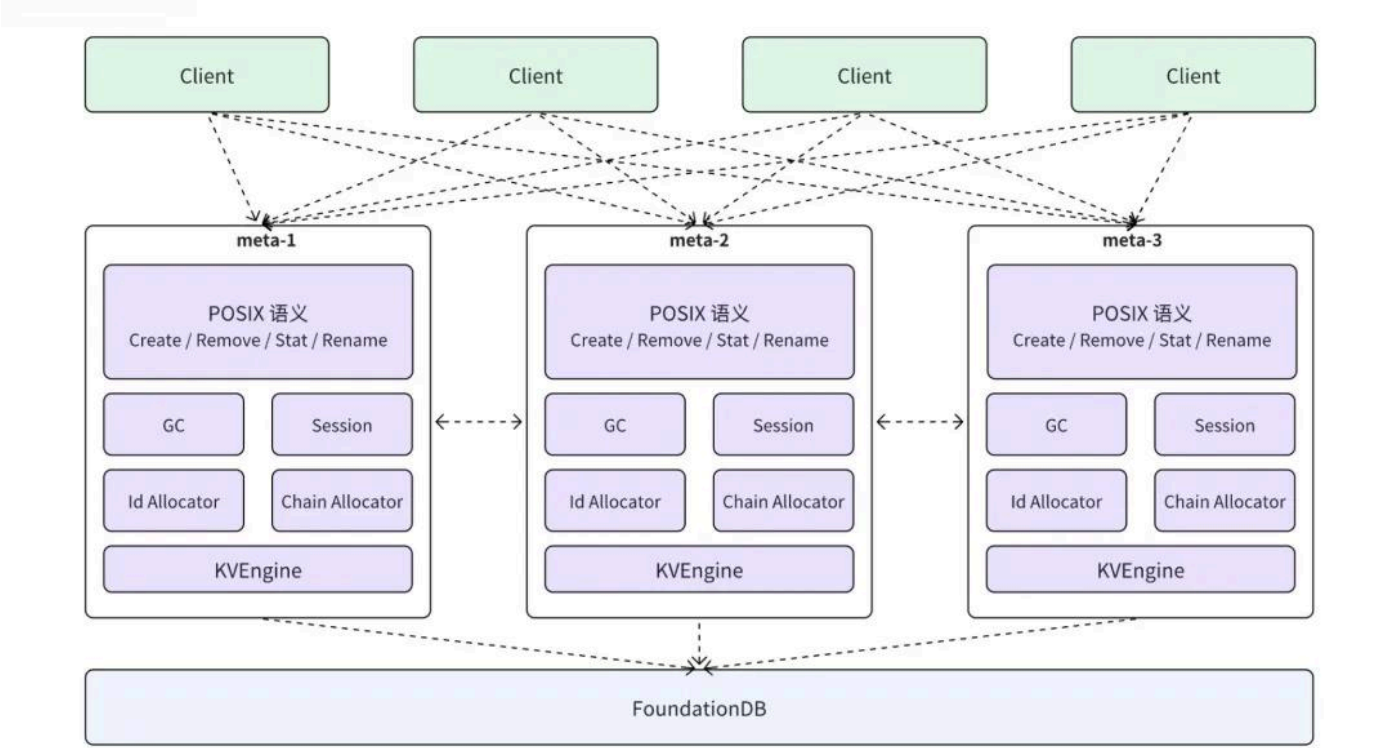 Client
Client
Client
Client
meta-1
POSIX 语义
Create / Remove / Stat / Rename
GC
Session
Id Allocator
Chain Allocator
KVEngine
meta-2
POSIX 语义
Create / Remove / Stat / Rename
GC
Session
Id Allocator
Chain Allocator
KVEngine
meta-3
POSIX 语义
Create / Remove / Stat / Rename
GC
Session
Id Allocator
Chain Allocator
KVEngine
FoundationDB